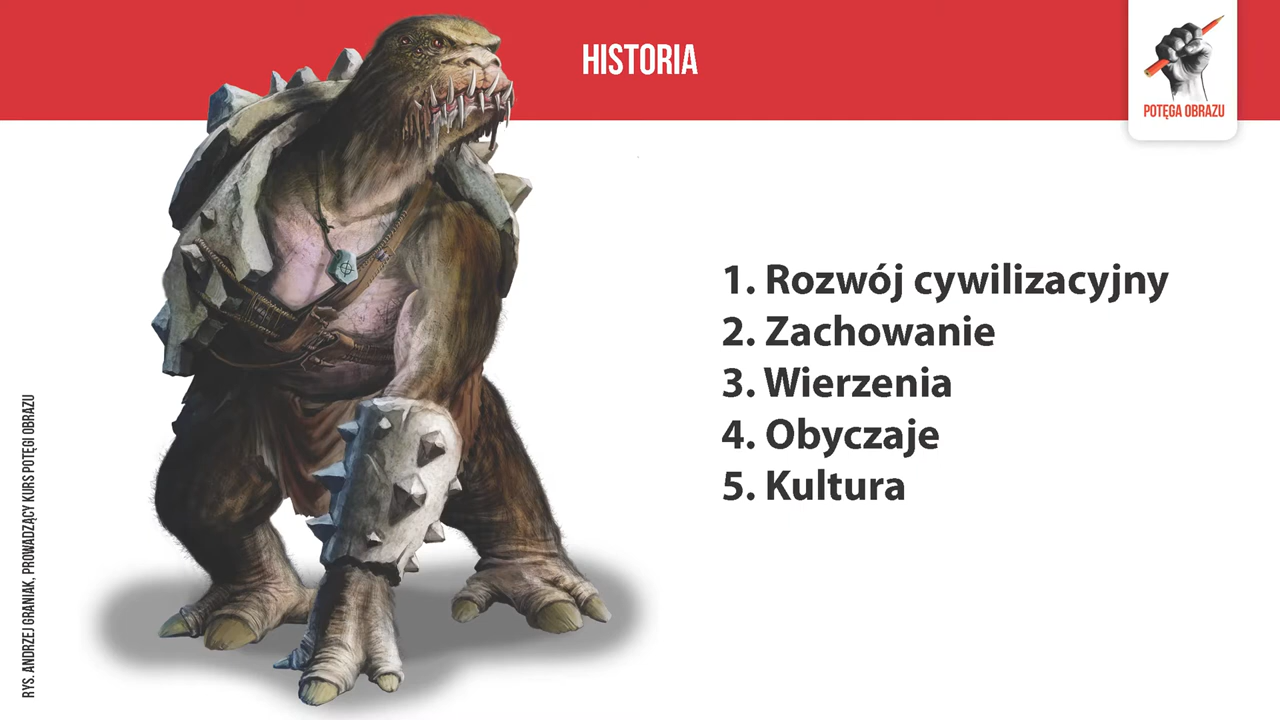 HISTORIA
POTĘGA OBRAZU
1. Rozwój cywilizacyjny
2. Zachowanie
3. Wierzenia
4. Obyczaje
5. Kultura
RYS. ANDRZEJ GRANIAK, PROWADZĄCY KURS POTĘGI OBRAZU